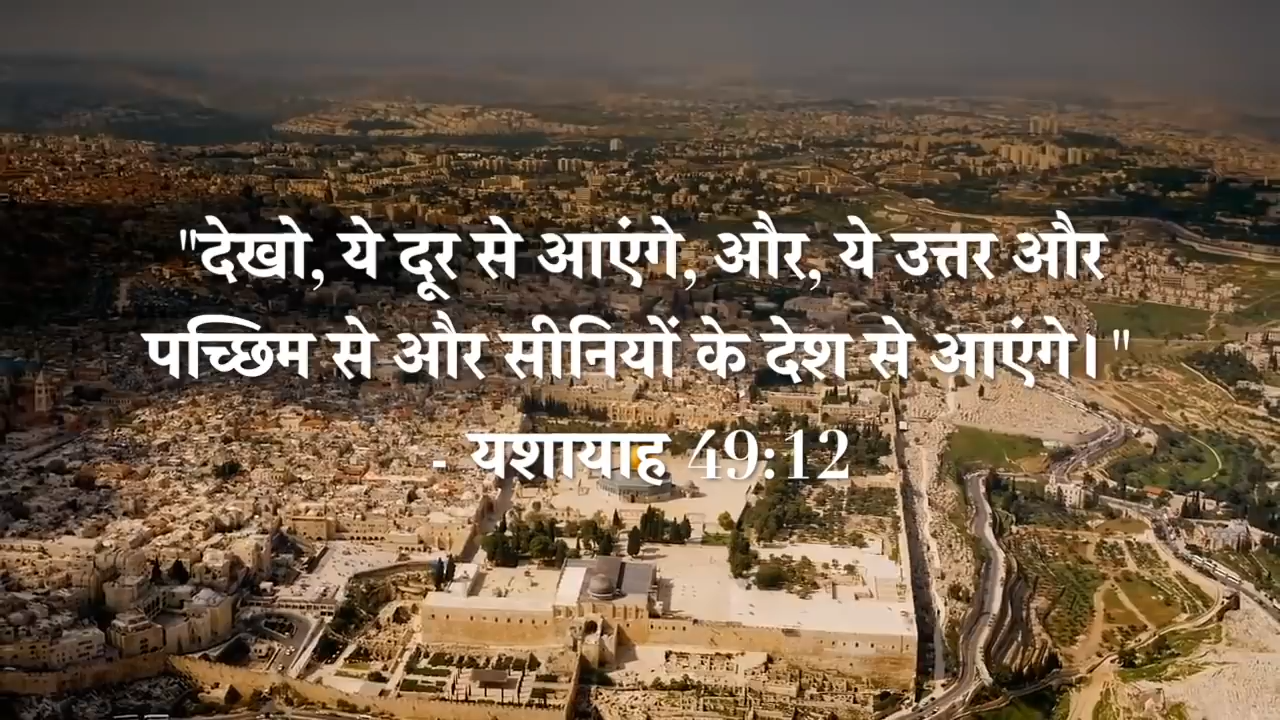 "देखो, ये दूर से आएंगे, और, ये उत्तर और
पच्छिम से और सीनियों के देश से आएंगे।"
- यशायाह 49:12